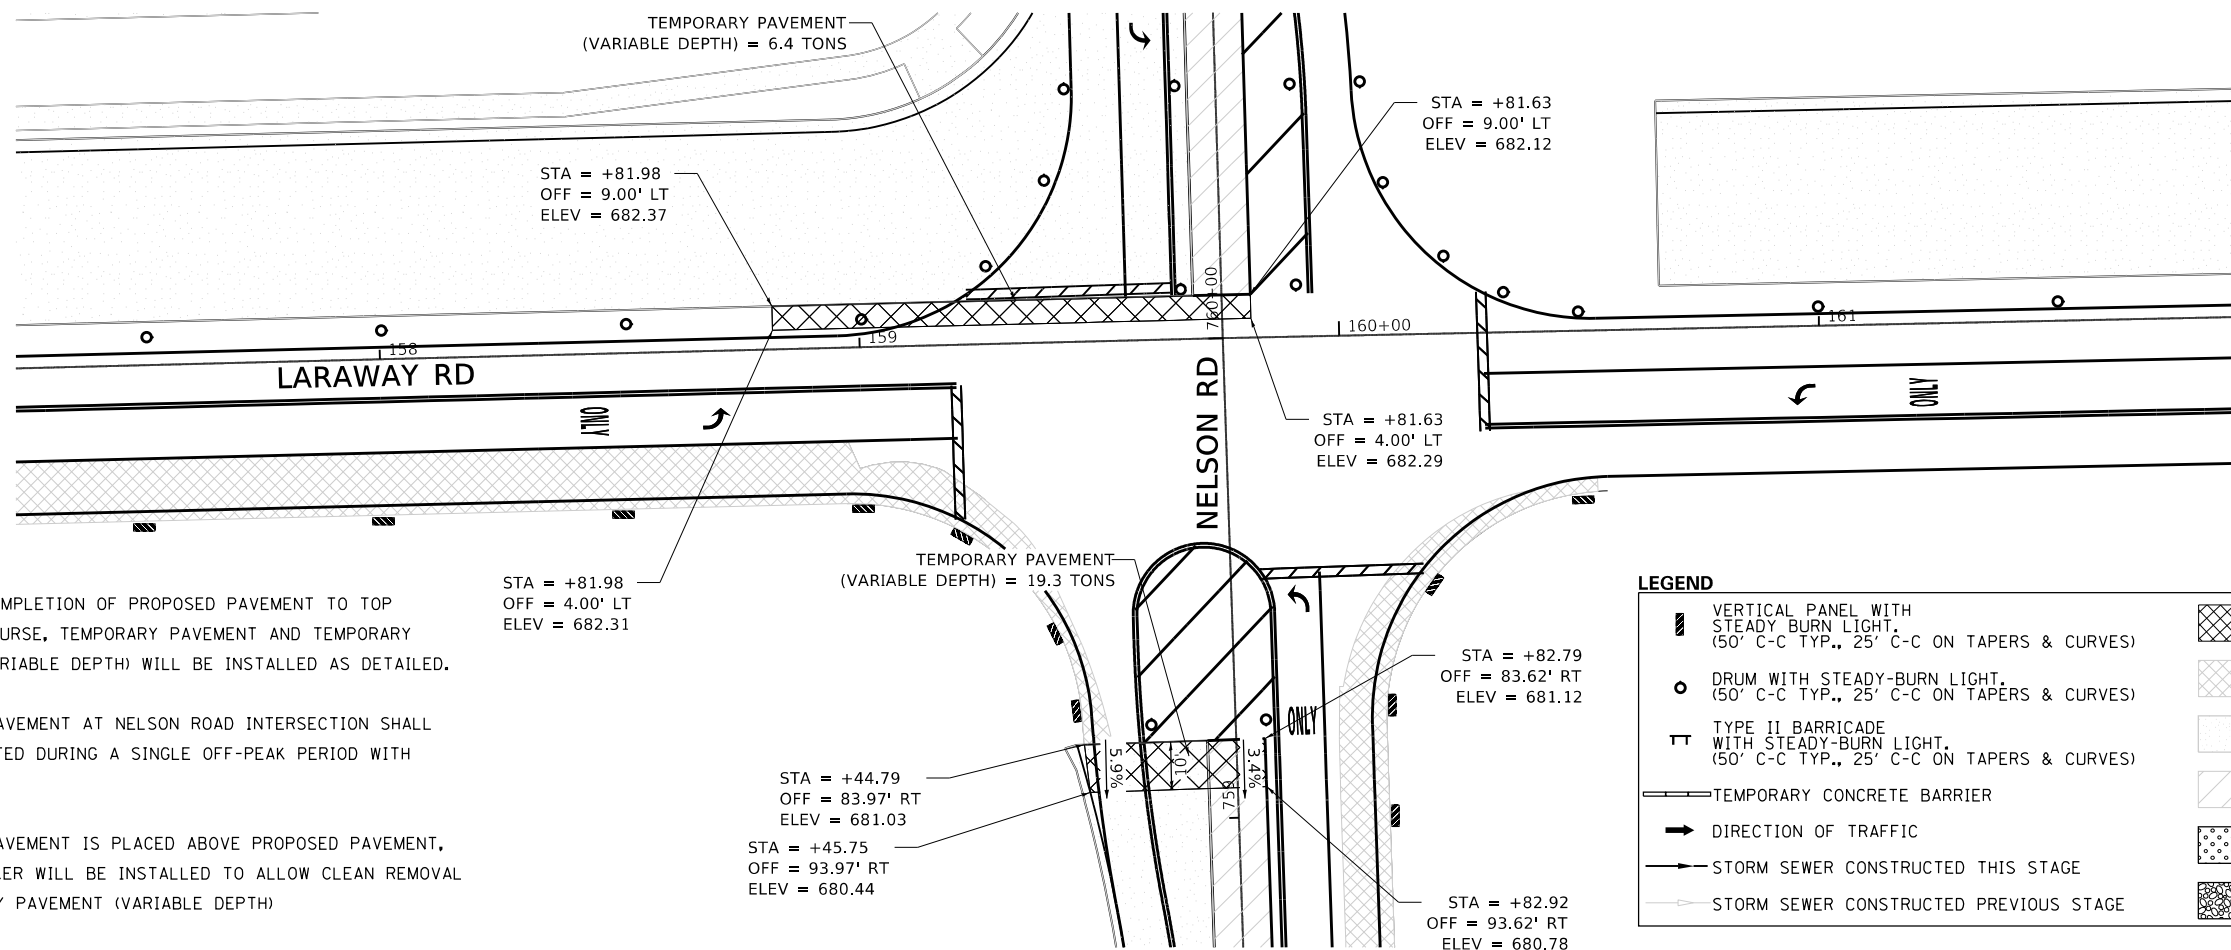 TEMPORARY PAVEMENT
(VARIABLE DEPTH) = 6.4 TONS
STA = +81.63
OFF = 9.00' LT
ELEV = 682.12
STA = +81.98
OFF = 9.00' LT
ELEV = 682.37
760+00
160+00
161
158
159
LARAWAY RD
NELSON RD
ONLY
ONLY
STA = +81.63
OFF = 4.00' LT
ELEV = 682.29
TEMPORARY PAVEMENT
(VARIABLE DEPTH) = 19.3 TONS
STA = +81.98
OFF = 4.00' LT
ELEV = 682.31
MPLETION OF PROPOSED PAVEMENT TO TOP
URSE, TEMPORARY PAVEMENT AND TEMPORARY
RIABLE DEPTH) WILL BE INSTALLED AS DETAILED.
AVEMENT AT NELSON ROAD INTERSECTION SHALL
TED DURING A SINGLE OFF-PEAK PERIOD WITH
AVEMENT IS PLACED ABOVE PROPOSED PAVEMENT,
ER WILL BE INSTALLED TO ALLOW CLEAN REMOVAL
Y PAVEMENT (VARIABLE DEPTH)
STA = +82.79
OFF = 83.62' RT
ELEV = 681.12
ONLY
5.9%
10'
3.4%
759
STA = +44.79
OFF = 83.97' RT
ELEV = 681.03
STA = +45.75
OFF = 93.97' RT
ELEV = 680.44
STA = +82.92
OFF = 93.62' RT
ELEV = 680.78
LEGEND
VERTICAL PANEL WITH
STEADY BURN LIGHT.
(50' C-C TYP., 25' C-C ON TAPERS & CURVES)
DRUM WITH STEADY-BURN LIGHT.
(50' C-C TYP., 25' C-C ON TAPERS & CURVES)
TYPE II BARRICADE
WITH STEADY-BURN LIGHT.
(50' C-C TYP., 25' C-C ON TAPERS & CURVES)
TEMPORARY CONCRETE BARRIER
DIRECTION OF TRAFFIC
STORM SEWER CONSTRUCTED THIS STAGE
STORM SEWER CONSTRUCTED PREVIOUS STAGE